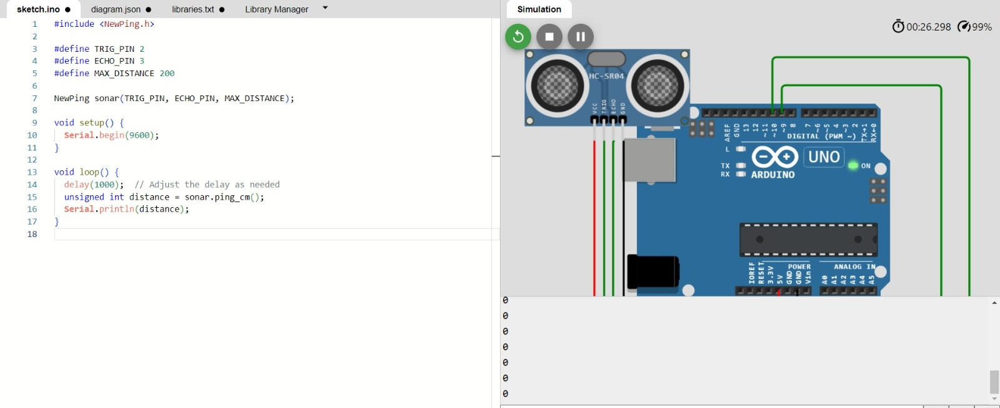 sketch.ino ● diagram.json ● libraries.txt ● Library Manager
1 #include <NewPing.h>
2
3 #define TRIG_PIN 2
4 #define ECHO_PIN 3
5 #define MAX_DISTANCE 200
6
7 NewPing sonar(TRIG_PIN, ECHO_PIN, MAX_DISTANCE);
8
9 void setup() {
10 Serial.begin(9600);
11 }
12
13 void loop() {
14 delay(1000); // Adjust the delay as needed
15 unsigned int distance = sonar.ping_cm();
16 Serial.println(distance);
17 }
18
Simulation
00:26.298 99%
HC-SR04
VCC TRIG ECHO GND
AREF GND 13 12 ~11 ~10 ~9 8 7 ~6 ~5 4 ~3 2 TX→1 RX←0
DIGITAL (PWM ~)
L
TX
RX
UNO
ON
ARDUINO
IOREF RESET 3.3V 5V GND GND Vin
POWER
ANALOG IN
A0 A1 A2 A3 A4 A5
0
0
0
0
0
0
0